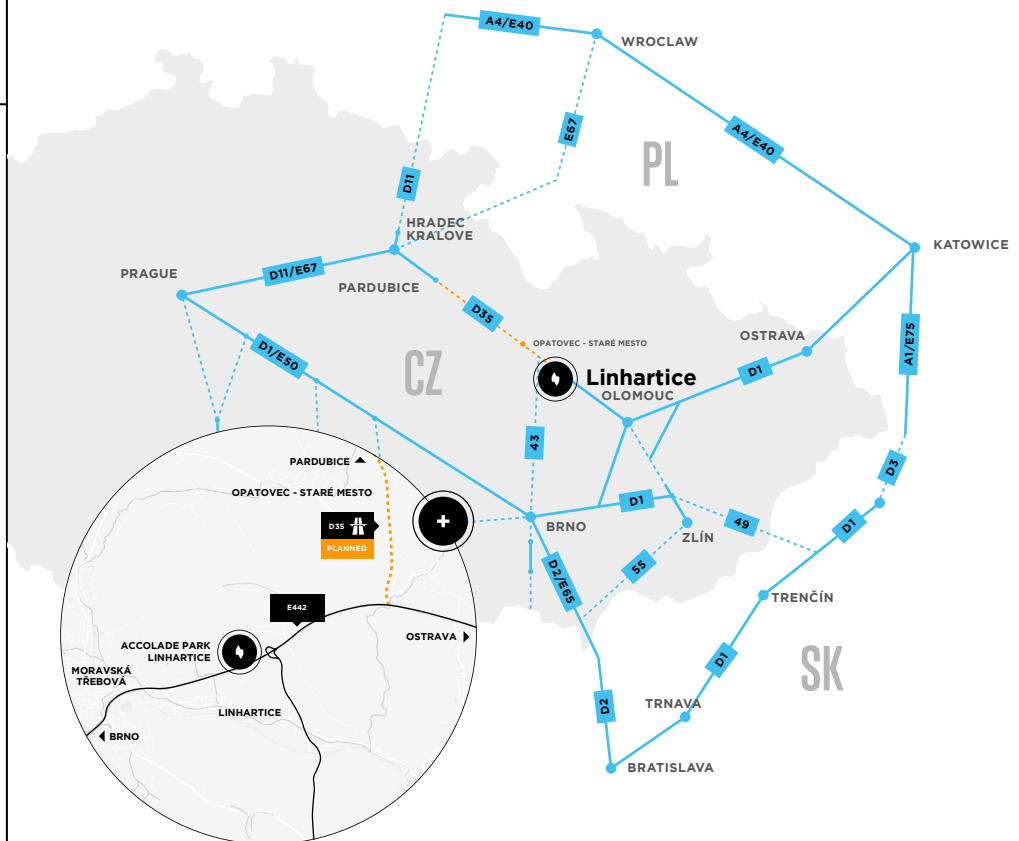 A4/E40
WROCLAW
E67
A4/E40
PL
D11
HRADEC
KRALOVE
KATOWICE
PRAGUE
D11/E67
PARDUBICE
D35
OPATOVEC - STARÉ MESTO
OSTRAVA
A1/E75
D1/E50
CZ
Linhartice
OLOMOUC
D1
43
D3
PARDUBICE
OPATOVEC - STARÉ MESTO
D35
PLANNED
BRNO
D1
ZLÍN
49
D1
D2/E65
55
TRENČÍN
E442
ACCOLADE PARK
LINHARTICE
OSTRAVA
MORAVSKÁ
TŘEBOVÁ
LINHARTICE
BRNO
D1
SK
D2
TRNAVA
BRATISLAVA